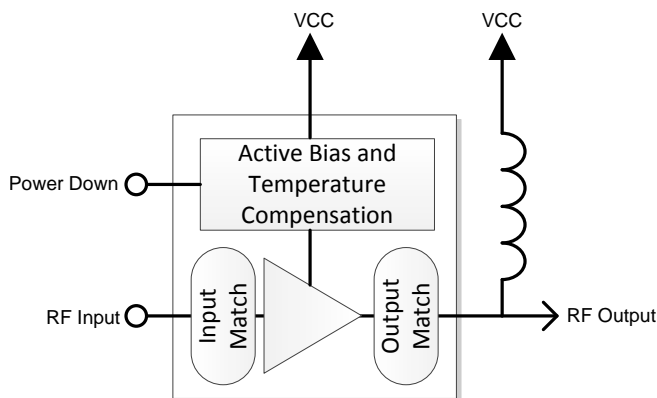 VCC
VCC
Active Bias and
Temperature
Compensation
Power Down
RF Input
Input
Match
Output
Match
RF Output